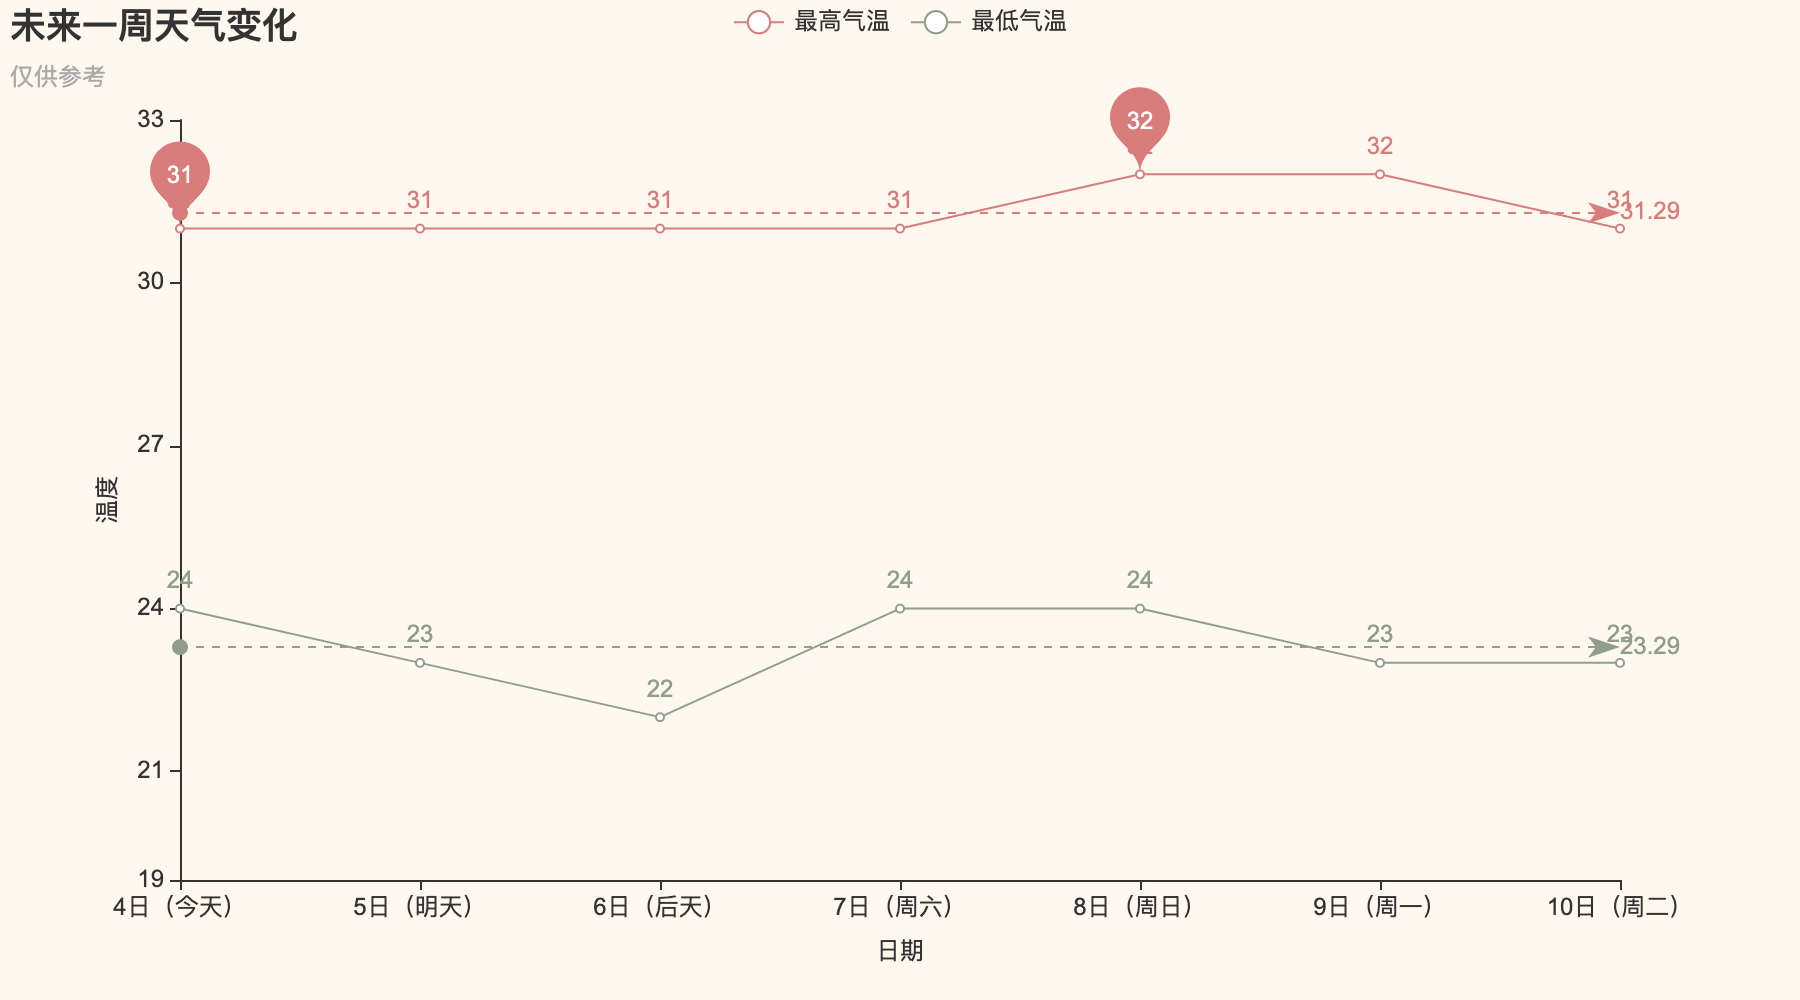 未来一周天气变化
仅供参考
最高气温 最低气温
33
30
27
24
21
19
温度
31 31 31 31 32 32 31
31.29
24 23 22 24 24 23 23
23.29
4日（今天） 5日（明天） 6日（后天） 7日（周六） 8日（周日） 9日（周一） 10日（周二）
日期